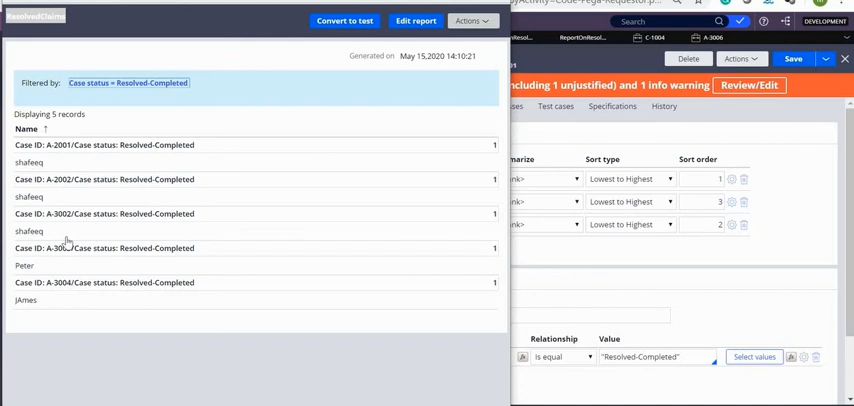 ResolvedClaims
Convert to test
Edit report
Actions
Generated on May 15,2020 14:10:21
Filtered by: Case status = Resolved-Completed
Displaying 5 records
Name ↑
Case ID: A-2001/Case status: Resolved-Completed 1
shafeeq
Case ID: A-2002/Case status: Resolved-Completed 1
shafeeq
Case ID: A-3002/Case status: Resolved-Completed 1
shafeeq
Case ID: /Case status: Resolved-Completed 1
Peter
Case ID: A-3004/Case status: Resolved-Completed 1
JAmes
Search
DEVELOPMENT
ReportOnResol...
C-1004
A-3006
Delete
Actions
Save
ncluding 1 unjustified) and 1 info warning
Review/Edit
Test cases
Specifications
History
Sort type
Sort order
Lowest to Highest 1
Lowest to Highest 3
Lowest to Highest 2
Relationship
Value
Is equal
"Resolved-Completed"
Select values